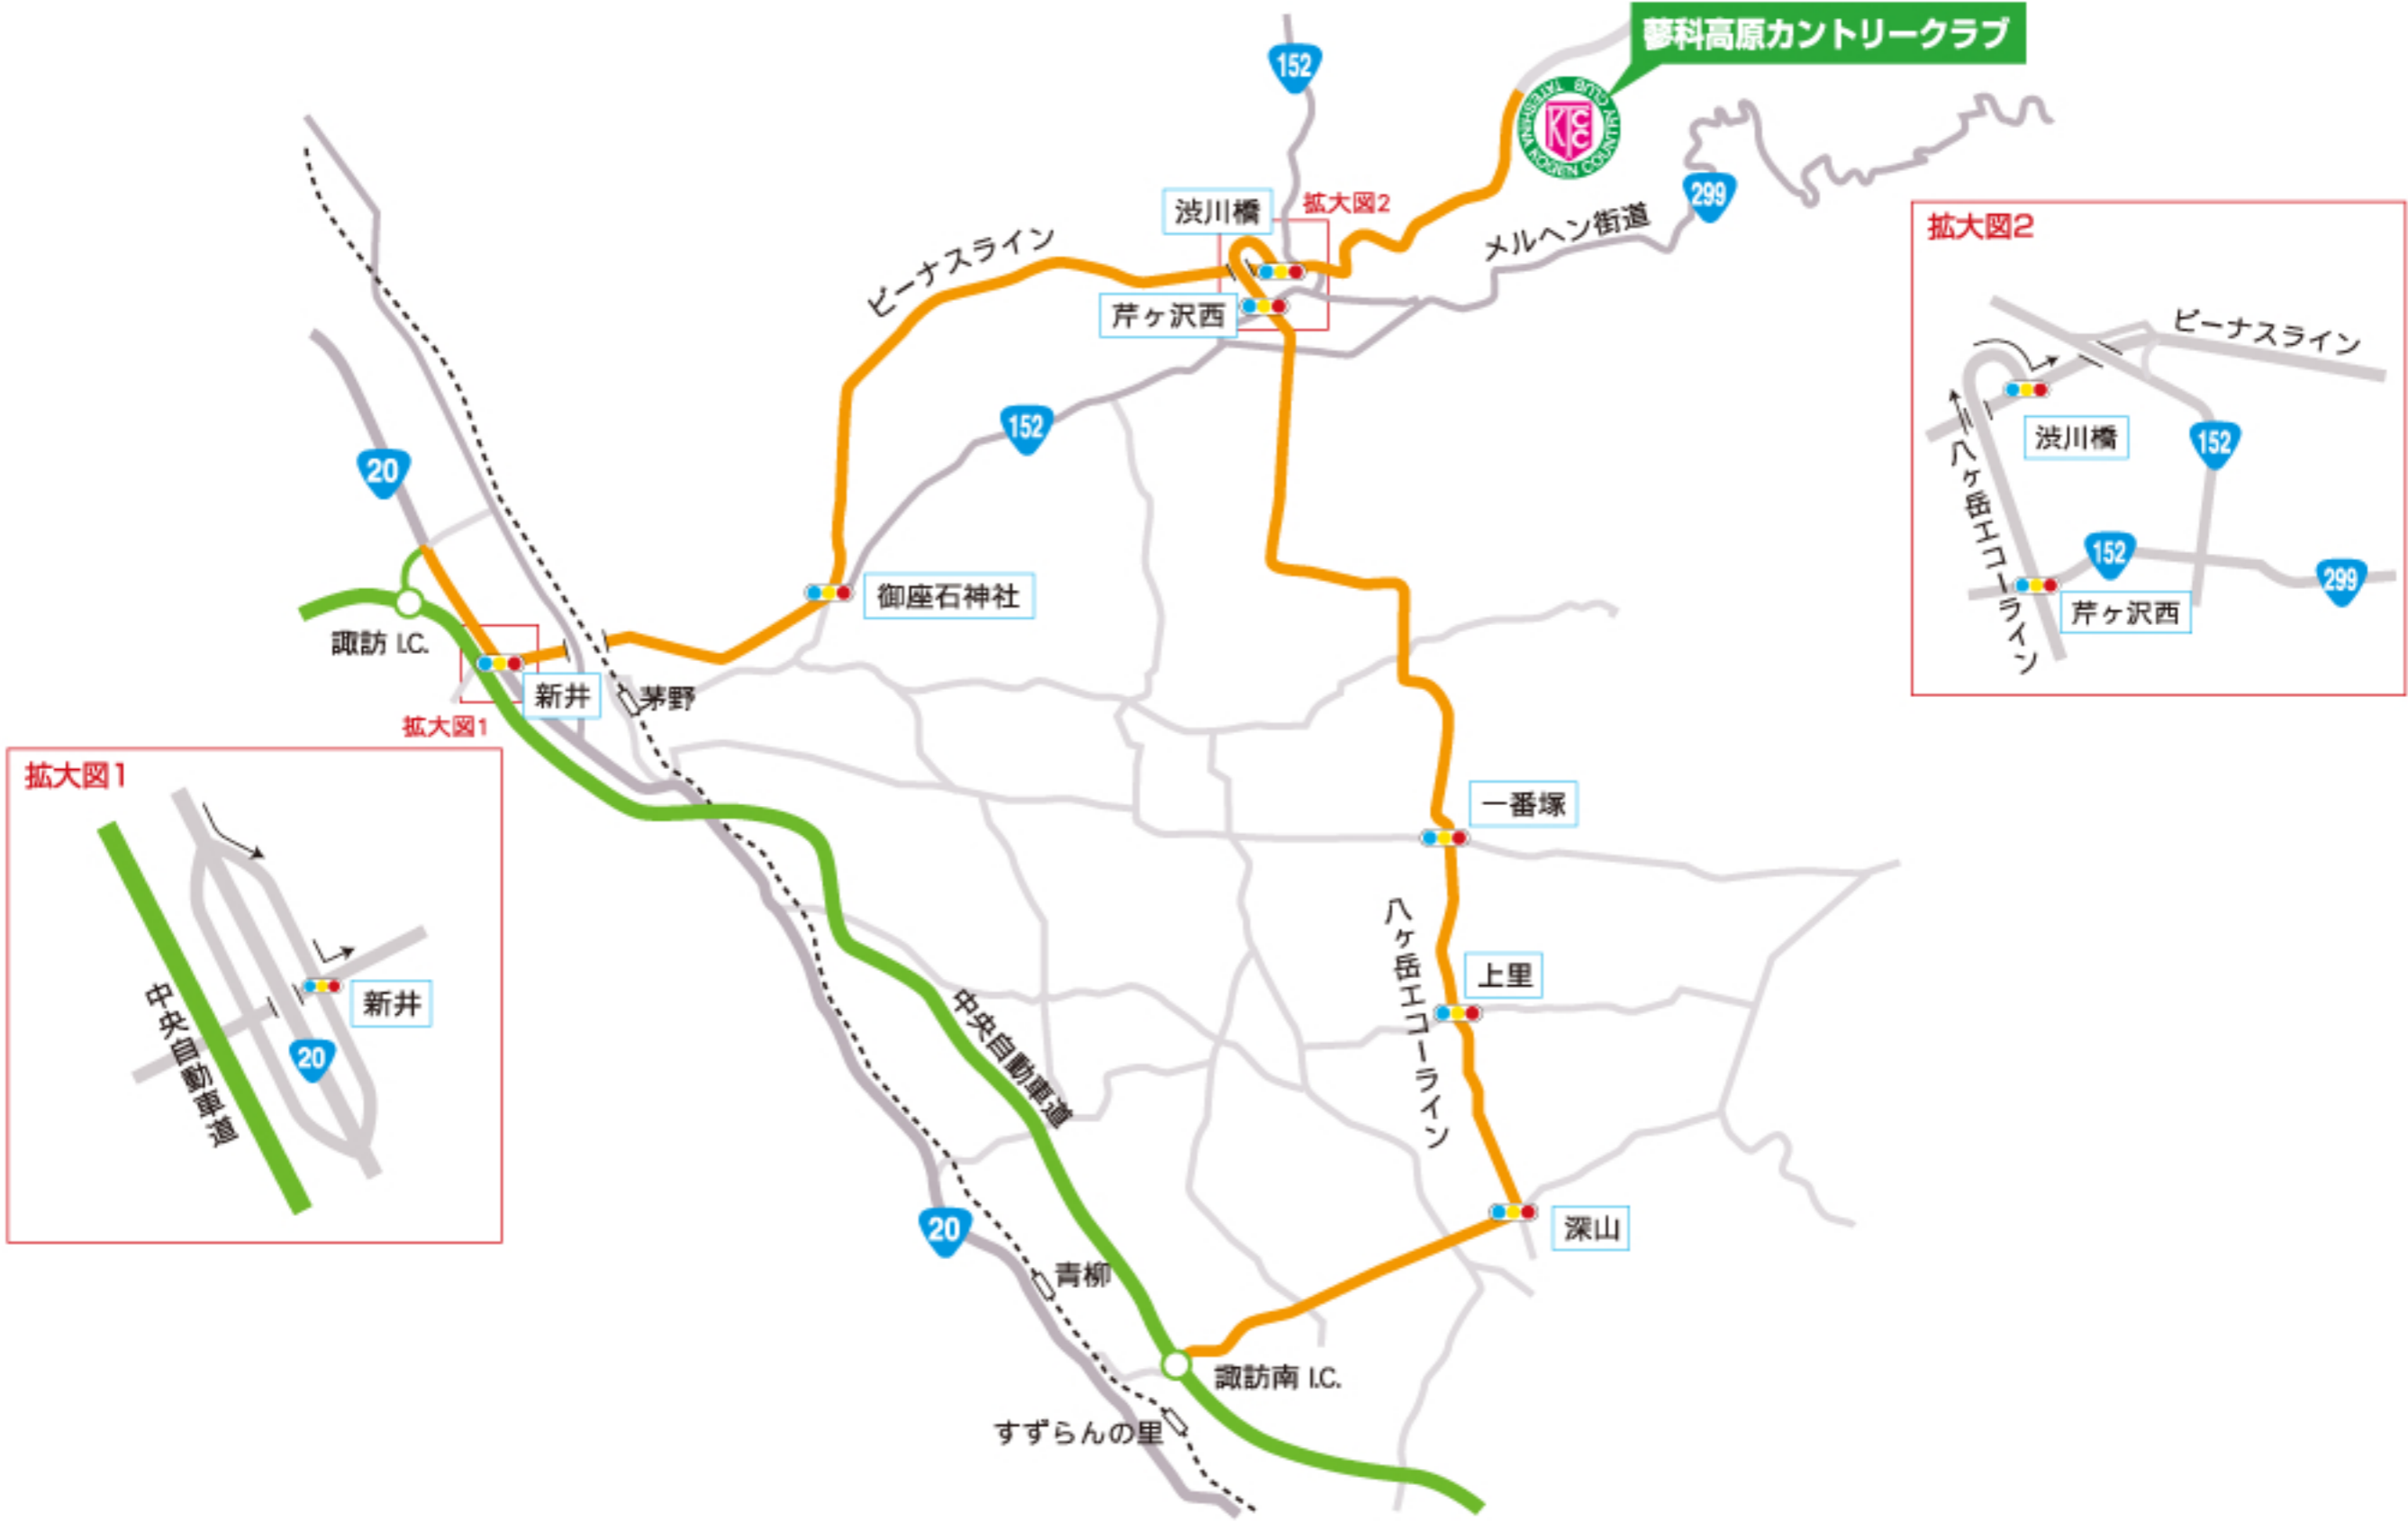 蓼科高原カントリークラブ
TATESHINA KOGEN COUNTRY CLUB
KTCC
152
299
渋川橋
拡大図2
メルヘン街道
ビーナスライン
芹ヶ沢西
152
20
御座石神社
諏訪 I.C.
新井
茅野
拡大図1
一番塚
八ヶ岳エコーライン
上里
中央自動車道
深山
20
青柳
諏訪南 I.C.
すずらんの里
拡大図1
中央自動車道
新井
20
拡大図2
ビーナスライン
渋川橋
152
八ヶ岳エコーライン
152
299
芹ヶ沢西